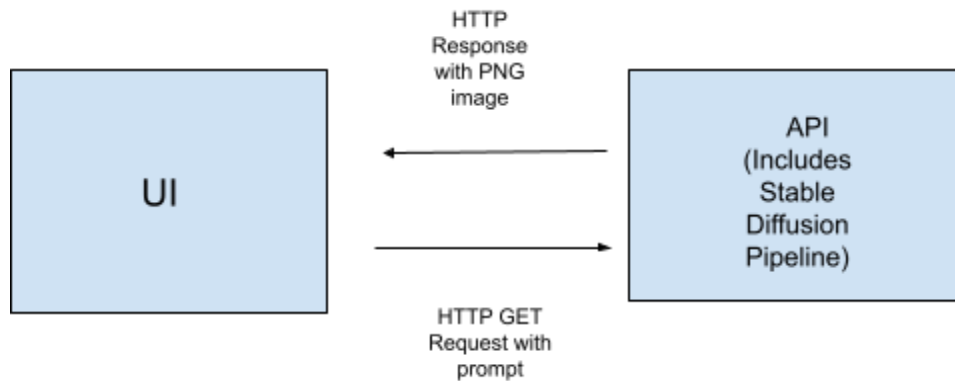 HTTP
Response
with PNG
image
UI
API
(Includes
Stable
Diffusion
Pipeline)
HTTP GET
Request with
prompt